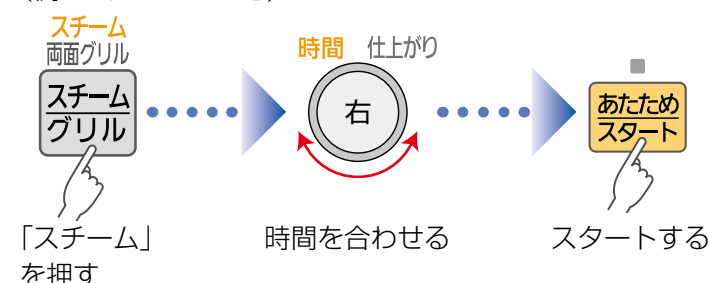 スチーム
両面グリル
スチーム
グリル
時間 仕上がり
右
あたため
スタート
「スチーム」
を押す
時間を合わせる
スタートする